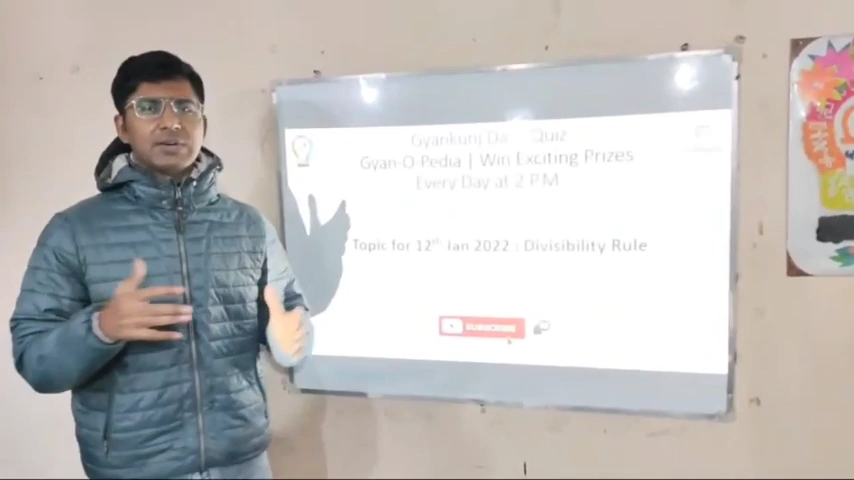 Gyankunj Da Quiz
Gyan-O-Pedia | Win Exciting Prizes
Every Day at 2 P.M
Topic for 12th Jan 2022 : Divisibility Rule
SUBSCRIBE